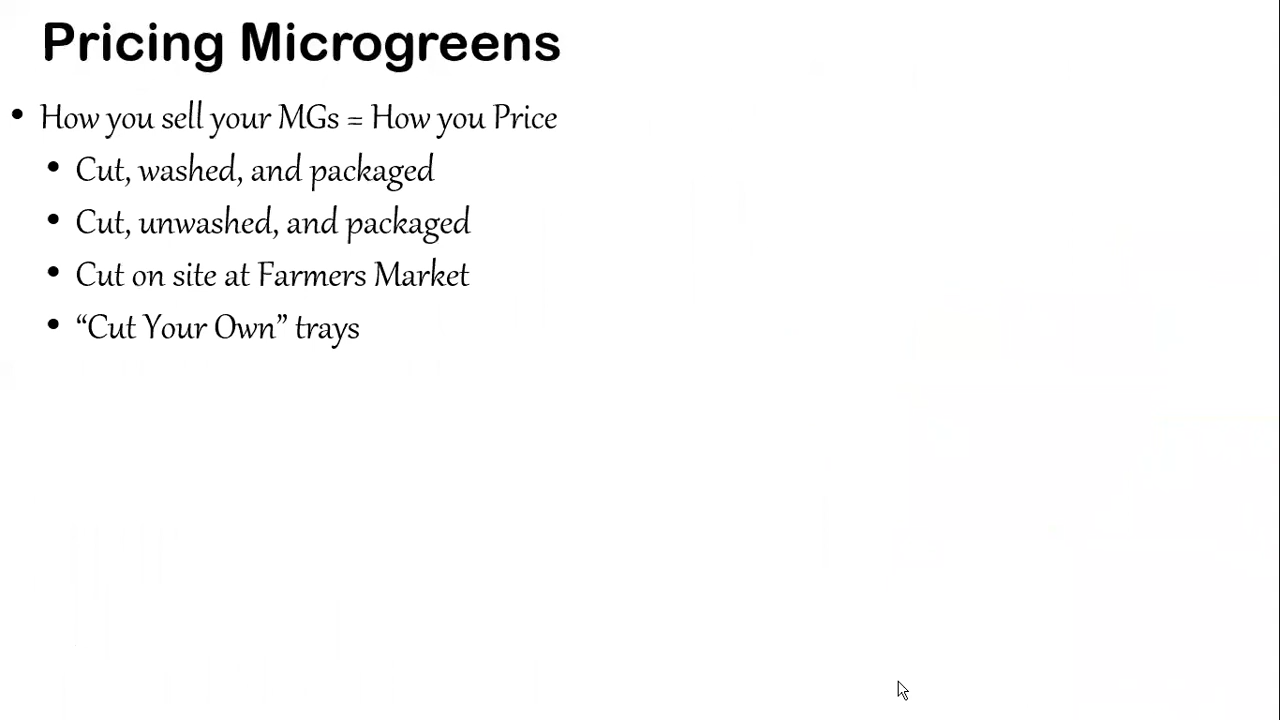 Pricing Microgreens
• How you sell your MGs = How you Price
• Cut, washed, and packaged
• Cut, unwashed, and packaged
• Cut on site at Farmers Market
• “Cut Your Own” trays